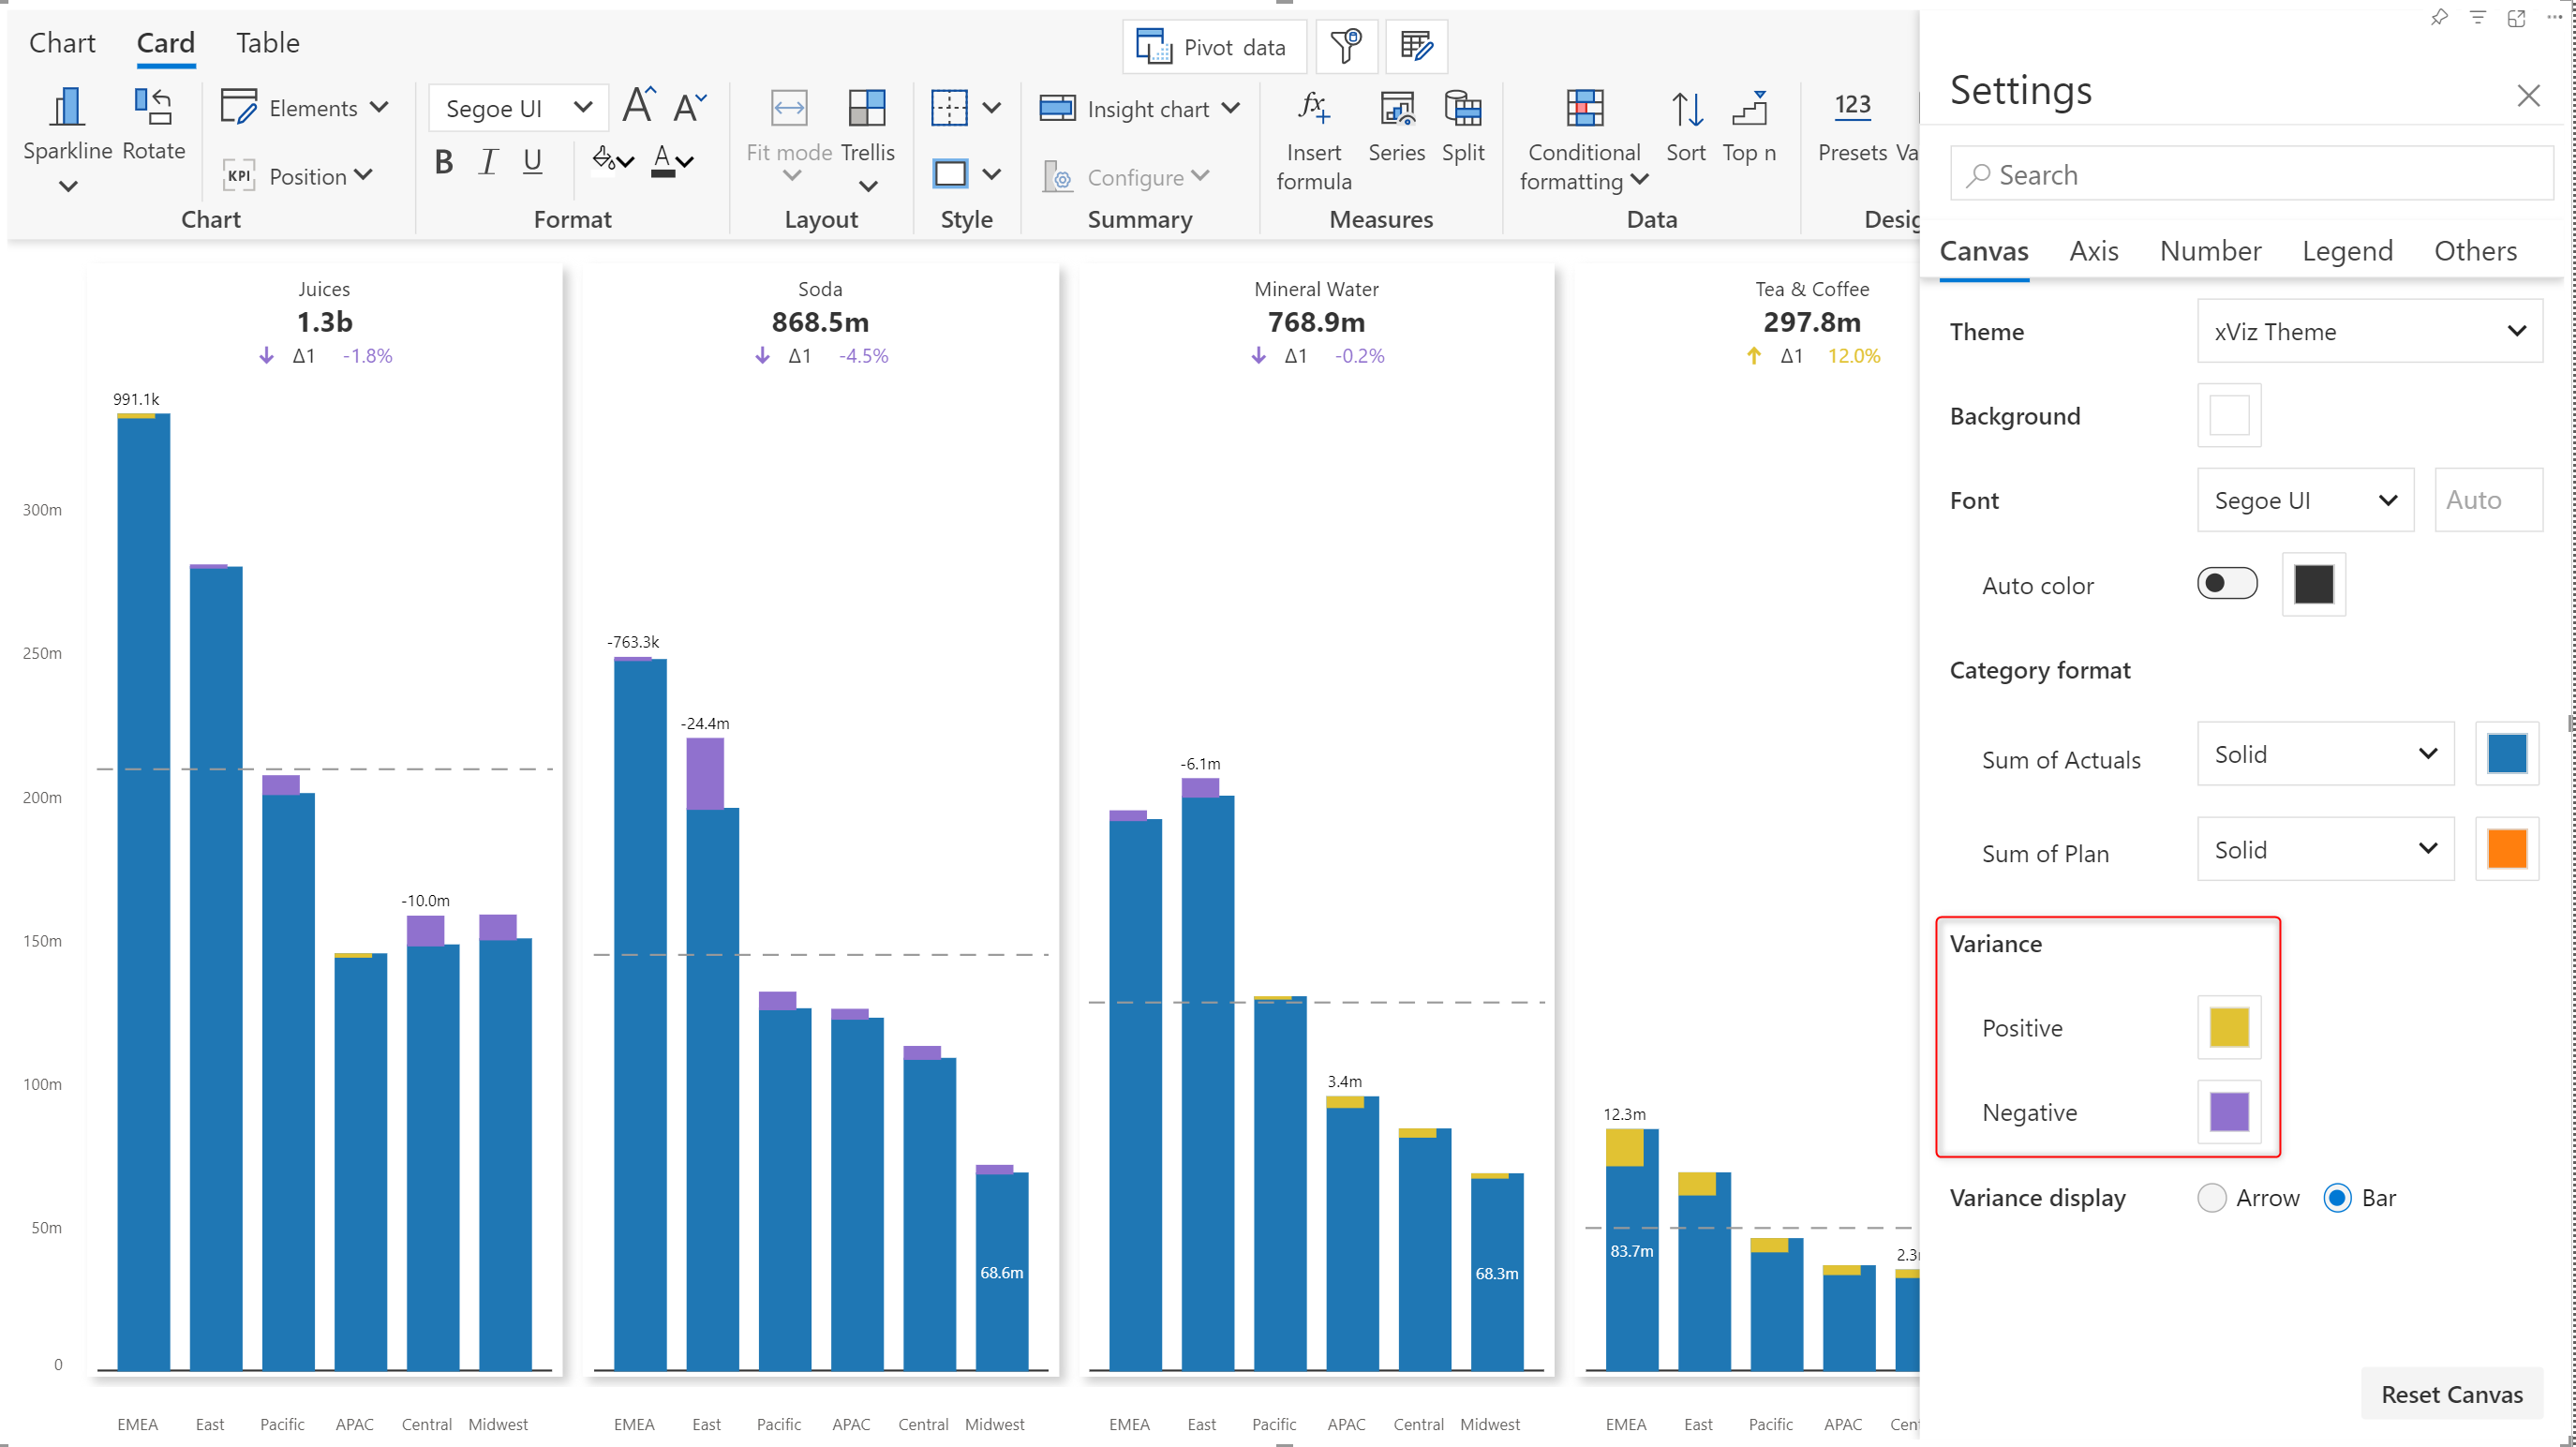 Chart Card Table
Pivot data
Sparkline Rotate Elements
KPI Position
Chart
Segoe UI A A
B I U A
Format
Fit mode Trellis
Layout
Style
Insight chart
Configure
Summary
fx Insert formula Series Split
Measures
Conditional formatting Sort Top n
Data
123
Presets Va
Desig
Settings
Search
Canvas Axis Number Legend Others
Theme xViz Theme
Background
Font Segoe UI Auto
Auto color
Category format
Sum of Actuals Solid
Sum of Plan Solid
Variance
Positive
Negative
Variance display Arrow Bar
Reset Canvas
300m
250m
200m
150m
100m
50m
0
Juices
1.3b
Δ1 -1.8%
991.1k
-10.0m
EMEA East Pacific APAC Central Midwest
Soda
868.5m
Δ1 -4.5%
-763.3k
-24.4m
68.6m
EMEA East Pacific APAC Central Midwest
Mineral Water
768.9m
Δ1 -0.2%
-6.1m
3.4m
68.3m
EMEA East Pacific APAC Central Midwest
Tea & Coffee
297.8m
Δ1 12.0%
12.3m
83.7m
2.3
EMEA East Pacific APAC Cent